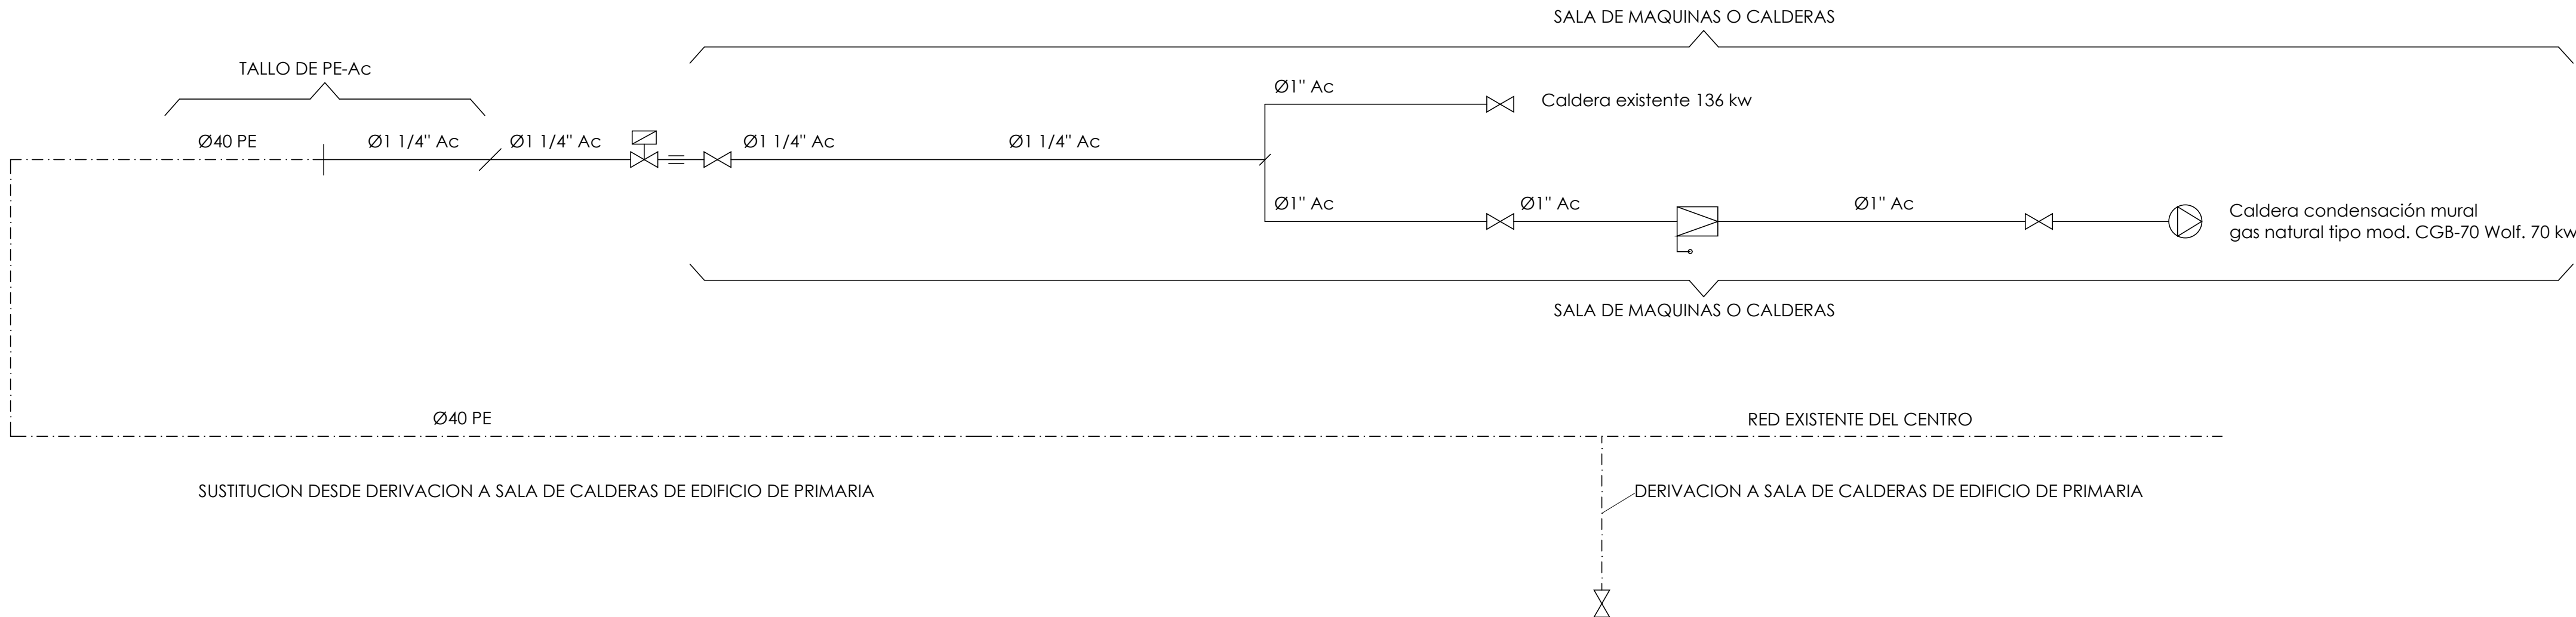 SALA DE MAQUINAS O CALDERAS
TALLO DE PE-Ac
Ø1" Ac
Caldera existente 136 kw
Ø40 PE
Ø1 1/4" Ac
Ø1 1/4" Ac
Ø1 1/4" Ac
Ø1 1/4" Ac
Ø1" Ac
Ø1" Ac
Ø1" Ac
Caldera condensación mural
gas natural tipo mod. CGB-70 Wolf. 70 kw
SALA DE MAQUINAS O CALDERAS
Ø40 PE
RED EXISTENTE DEL CENTRO
SUSTITUCION DESDE DERIVACION A SALA DE CALDERAS DE EDIFICIO DE PRIMARIA
DERIVACION A SALA DE CALDERAS DE EDIFICIO DE PRIMARIA